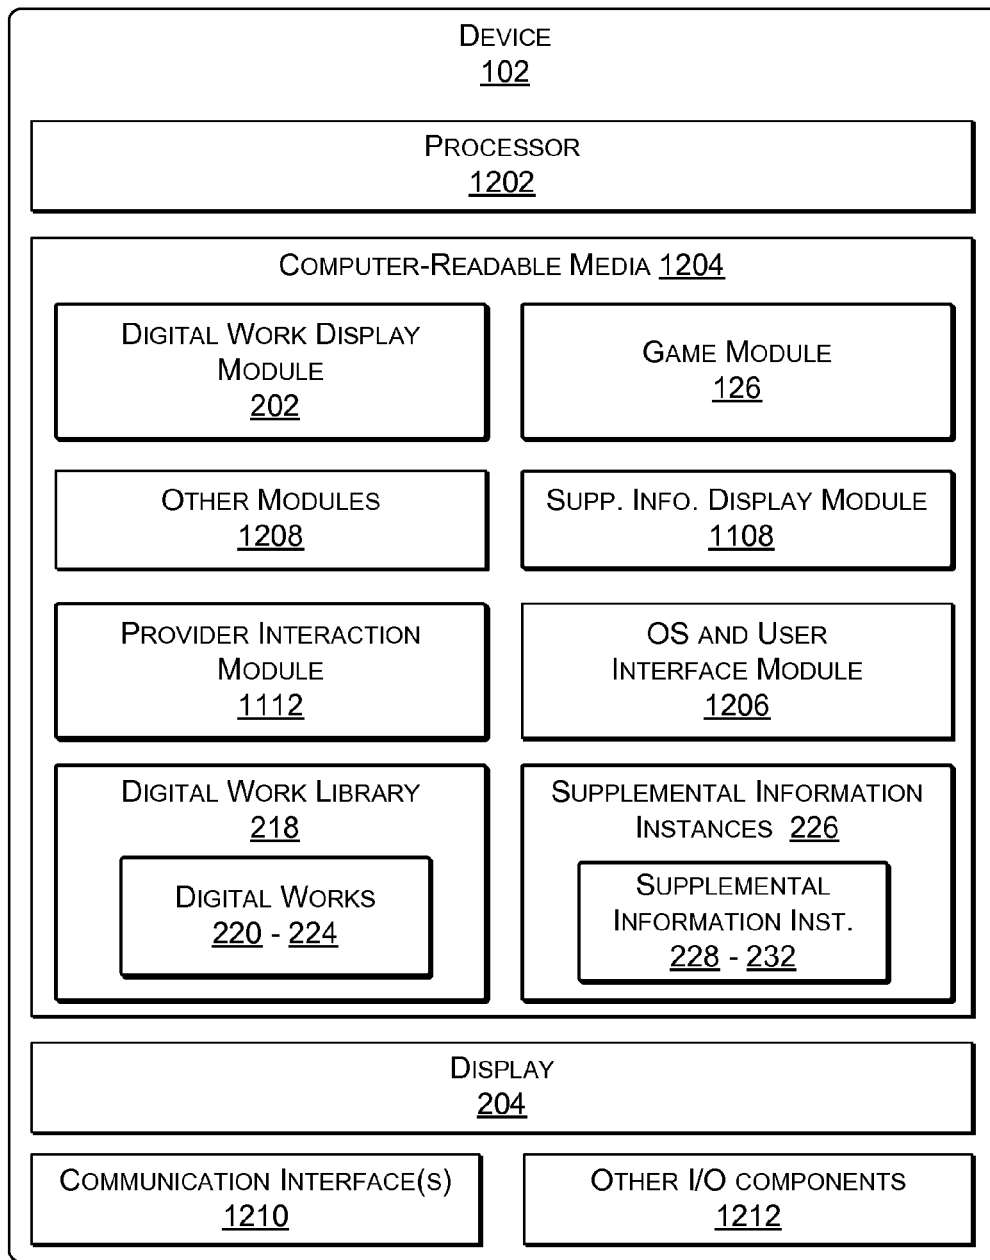 DEVICE
102
PROCESSOR
1202
COMPUTER-READABLE MEDIA 1204
DIGITAL WORK DISPLAY
MODULE
202
GAME MODULE
126
OTHER MODULES
1208
SUPP. INFO. DISPLAY MODULE
1108
PROVIDER INTERACTION
MODULE
1112
OS AND USER
INTERFACE MODULE
1206
DIGITAL WORK LIBRARY
218
DIGITAL WORKS
220 - 224
SUPPLEMENTAL INFORMATION
INSTANCES 226
SUPPLEMENTAL
INFORMATION INST.
228 - 232
DISPLAY
204
COMMUNICATION INTERFACE(S)
1210
OTHER I/O COMPONENTS
1212